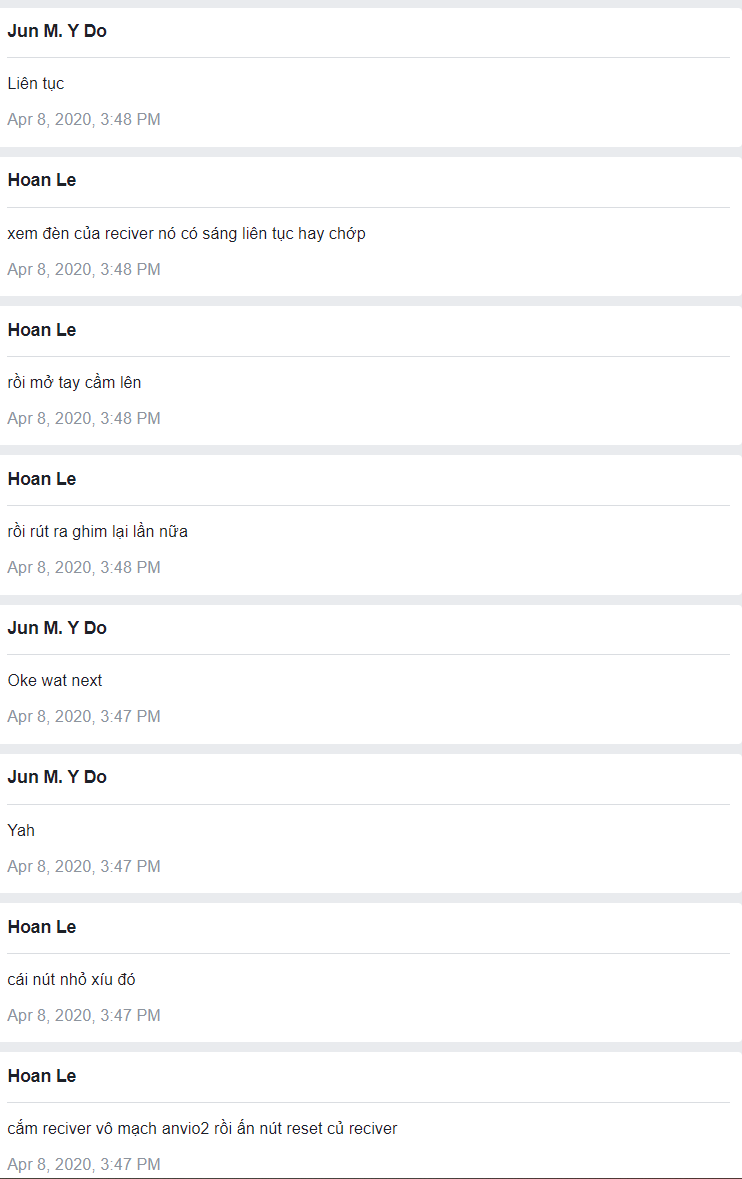 Jun M. Y Do
Liên tục
Apr 8, 2020, 3:48 PM
Hoan Le
xem đèn của reciver nó có sáng liên tục hay chớp
Apr 8, 2020, 3:48 PM
Hoan Le
rồi mở tay cầm lên
Apr 8, 2020, 3:48 PM
Hoan Le
rồi rút ra ghim lại lần nữa
Apr 8, 2020, 3:48 PM
Jun M. Y Do
Oke wat next
Apr 8, 2020, 3:47 PM
Jun M. Y Do
Yah
Apr 8, 2020, 3:47 PM
Hoan Le
cái nút nhỏ xíu đó
Apr 8, 2020, 3:47 PM
Hoan Le
cắm reciver vô mạch anvio2 rồi ấn nút reset củ reciver
Apr 8, 2020, 3:47 PM